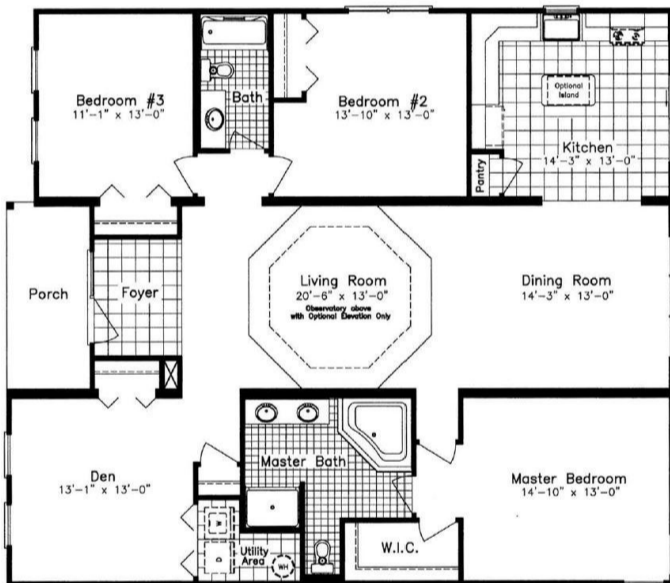 Bedroom #3
11'-1" x 13'-0"
Bath
Bedroom #2
13'-10" x 13'-0"
Optional
Island
Kitchen
14'-3" x 13'-0"
Pantry
Porch
Foyer
Living Room
20'-6" x 13'-0"
Observatory above
with Optional Elevation Only
Dining Room
14'-3" x 13'-0"
Den
13'-1" x 13'-0"
Master Bath
Master Bedroom
14'-10" x 13'-0"
W
D
Utility
Area
WH
W.I.C.